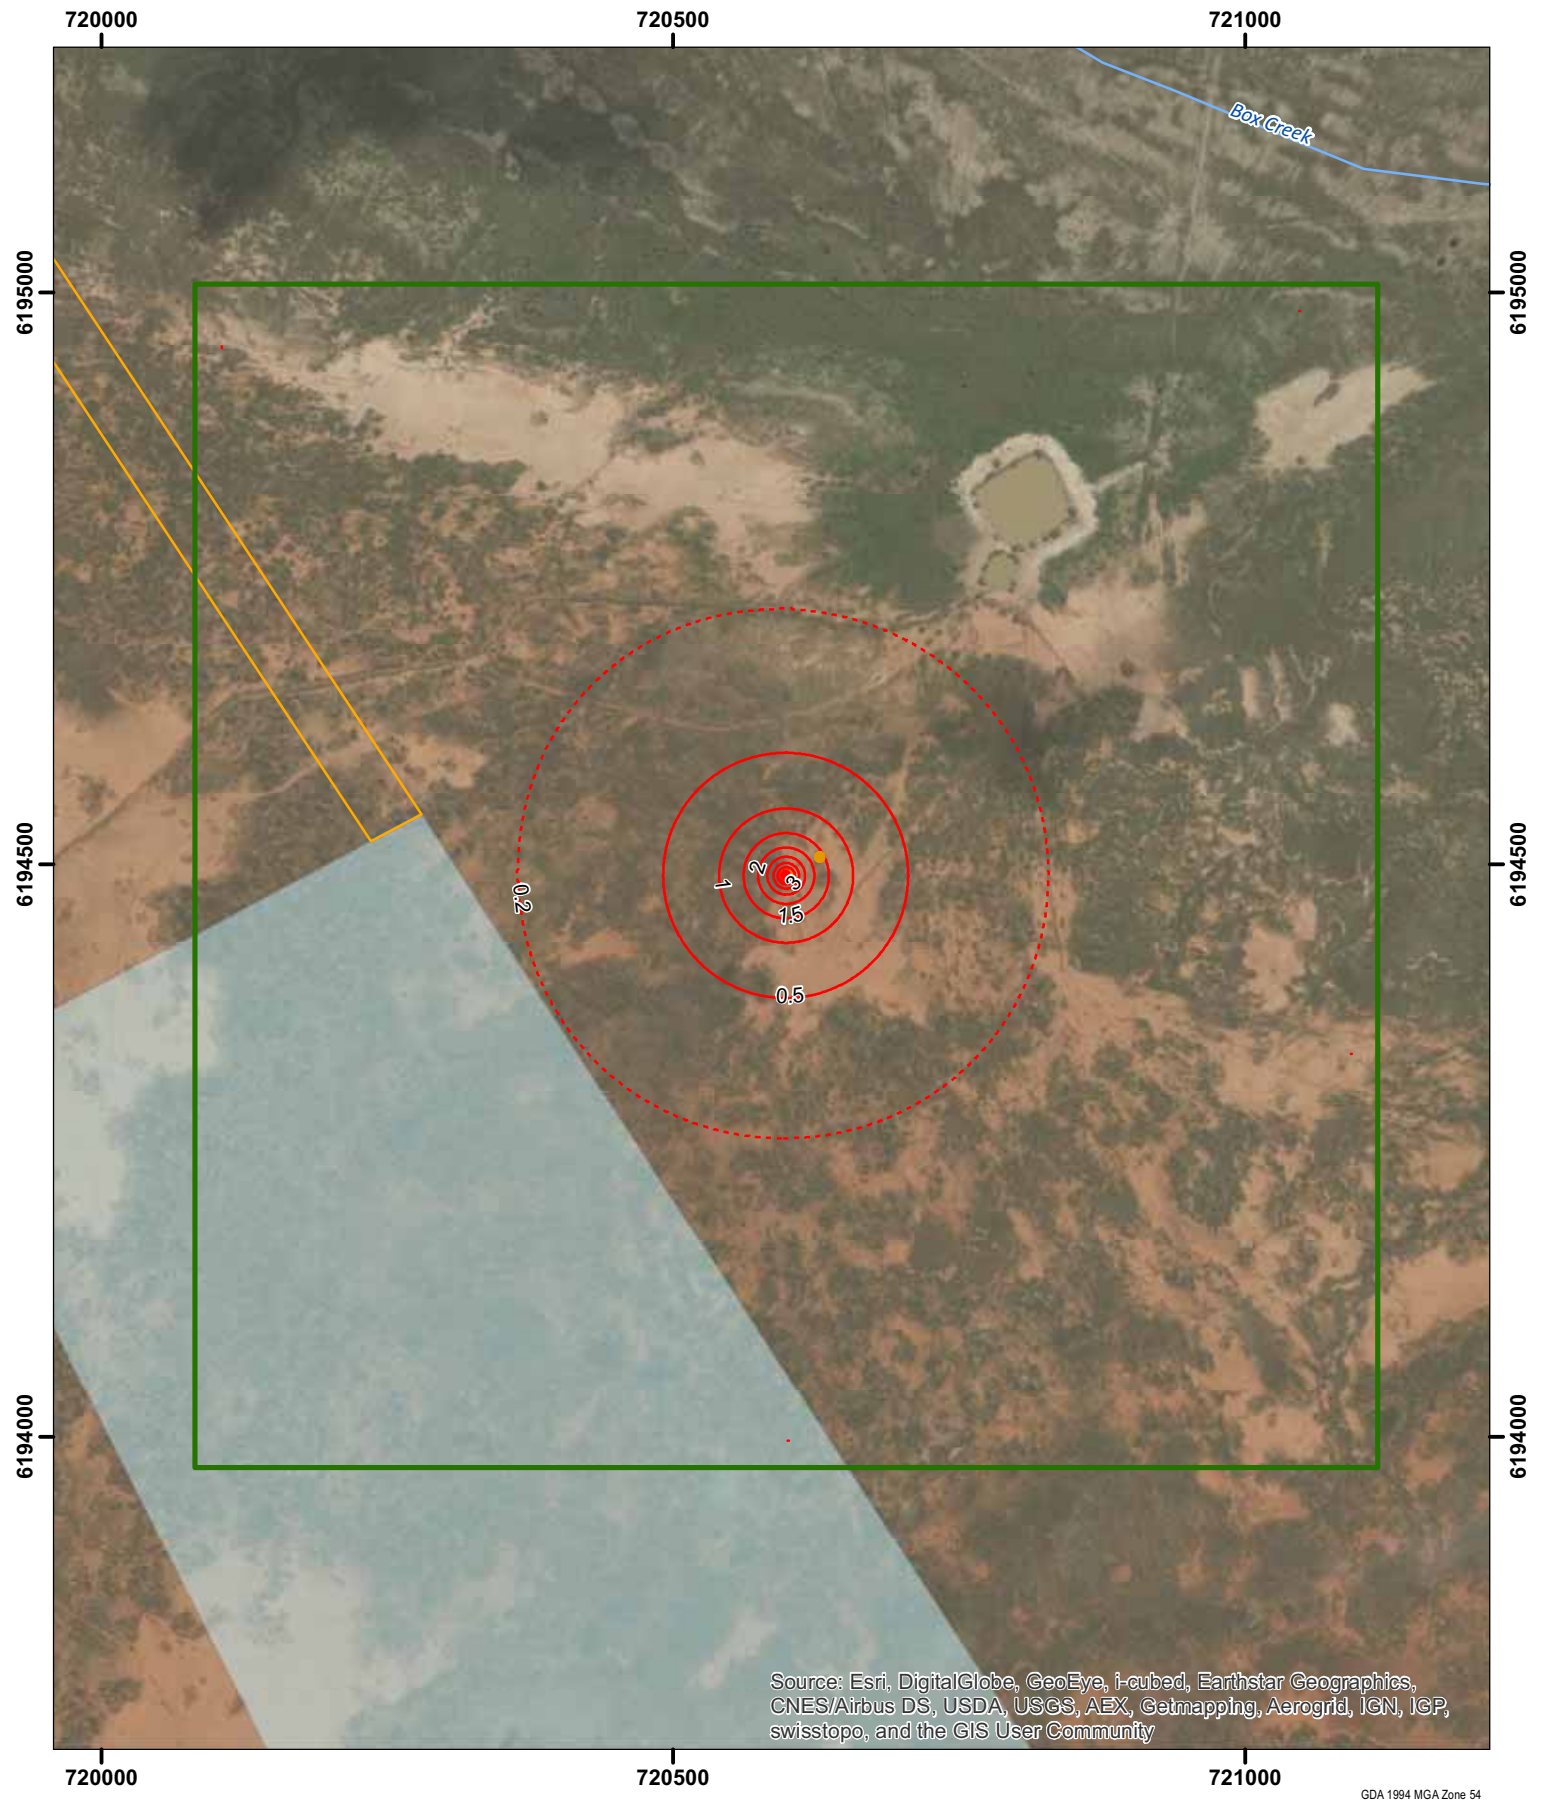 720000 720500 721000
Box Creek
6195000 6195000
6194500 6194500
0.2
1
2
3
1.5
0.5
6194000 6194000
Source: Esri, DigitalGlobe, GeoEye, i-cubed, Earthstar Geographics,
CNES/Airbus DS, USDA, USGS, AEX, Getmapping, Aerogrid, IGN, IGP,
swisstopo, and the GIS User Community
720000 720500 721000
GDA 1994 MGA Zone 54